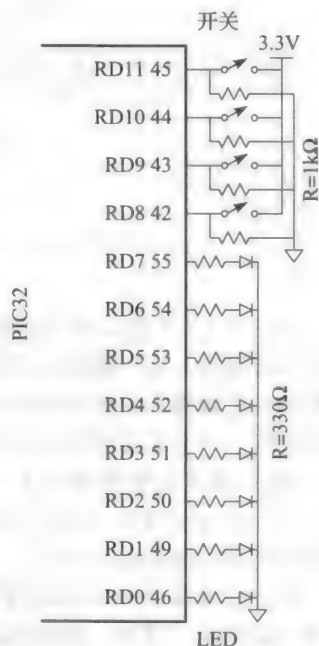 开关
3.3V
RD11 45
RD10 44
RD9 43
RD8 42
R=1kΩ
RD7 55
RD6 54
RD5 53
RD4 52
RD3 51
RD2 50
RD1 49
RD0 46
R=330Ω
PIC32
LED